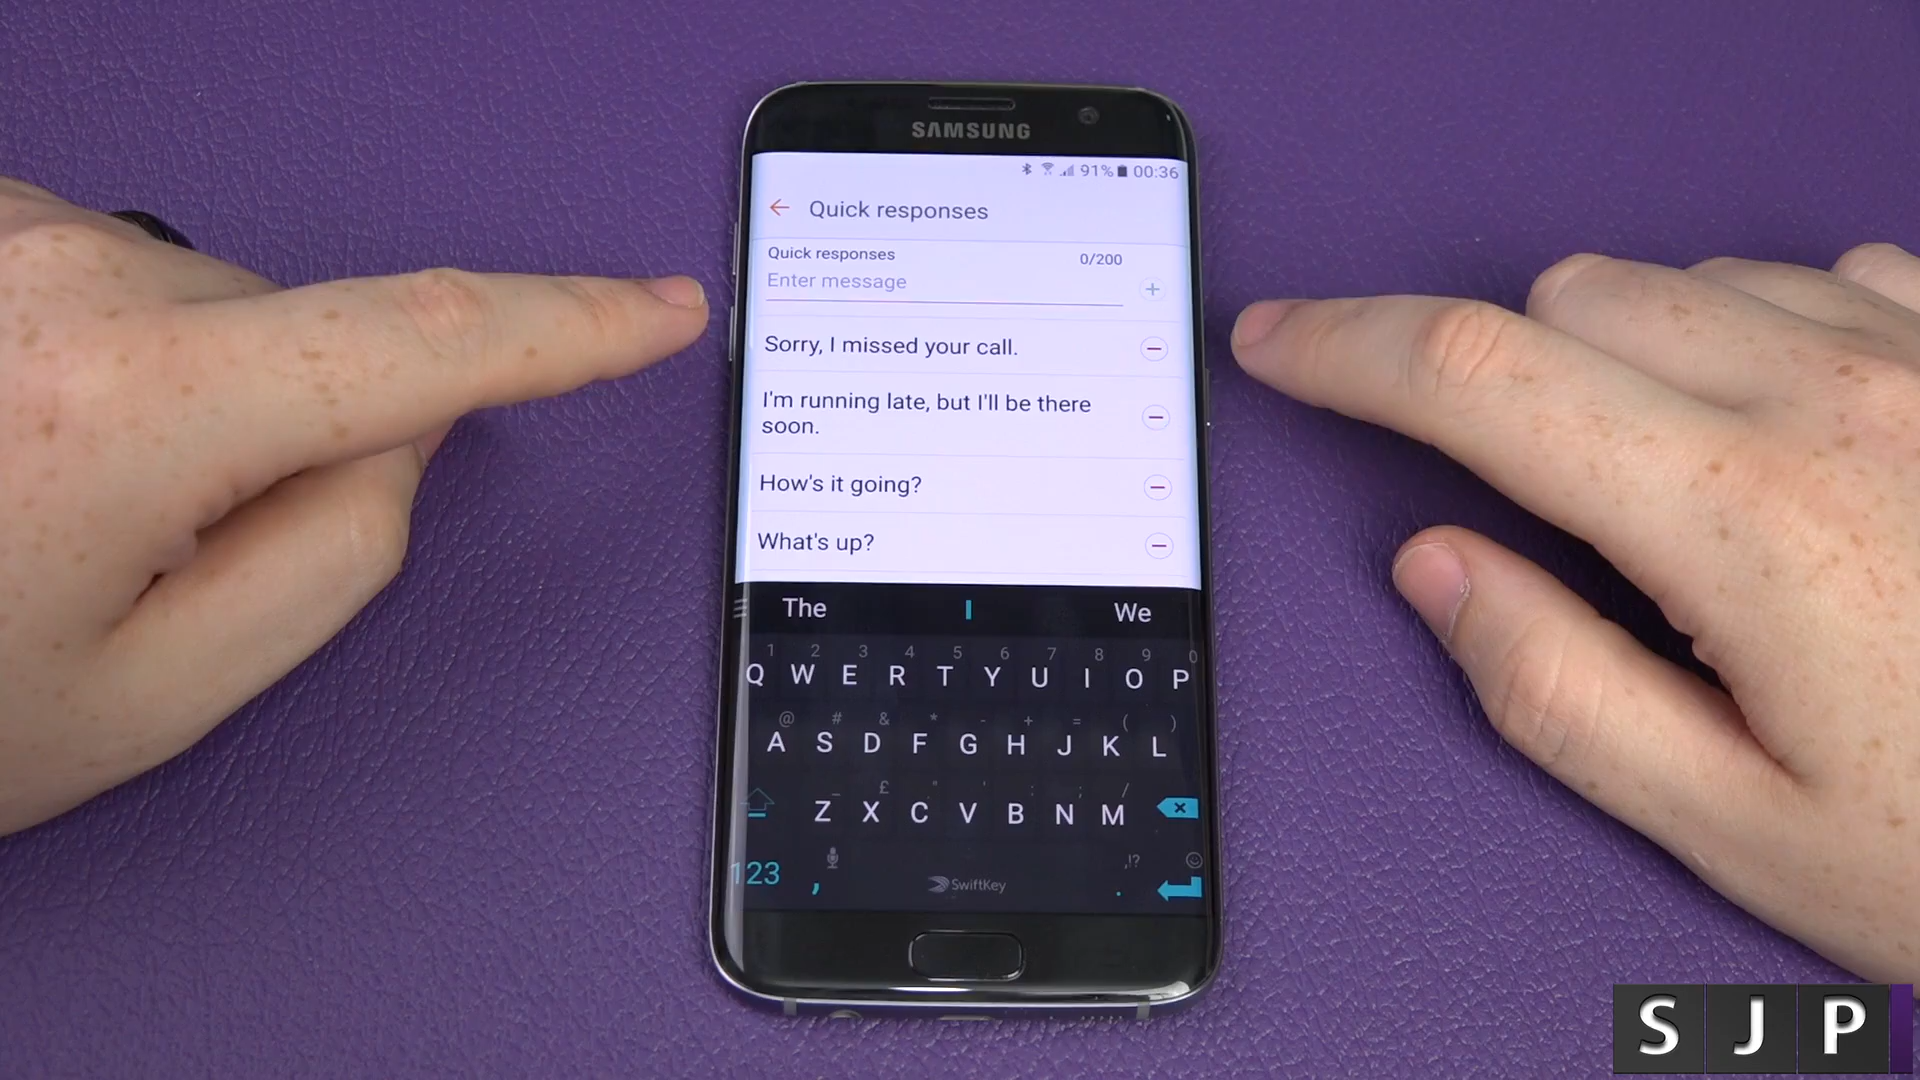 SAMSUNG
91% 00:36
Quick responses
Quick responses 0/200
Enter message
Sorry, I missed your call.
I'm running late, but I'll be there
soon.
How's it going?
What's up?
The I We
1 2 3 4 5 6 7 8 9 0
Q W E R T Y U I O P
@ # & * - + = ( )
A S D F G H J K L
_ £ " ' : ; /
Z X C V B N M
,!?
123 , SwiftKey .
SJP